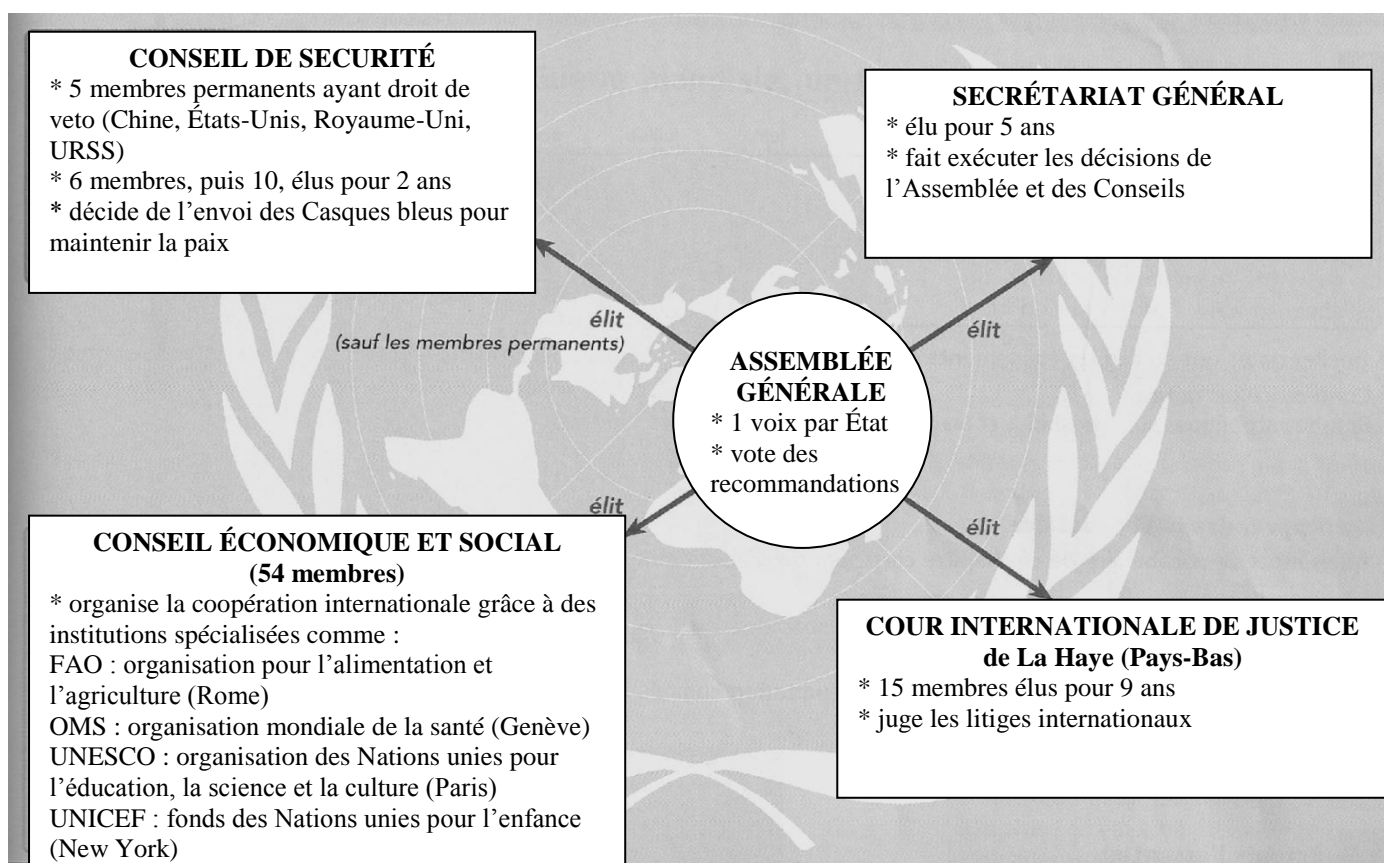 CONSEIL DE SECURITÉ
* 5 membres permanents ayant droit de
veto (Chine, États-Unis, Royaume-Uni,
URSS)
* 6 membres, puis 10, élus pour 2 ans
* décide de l'envoi des Casques bleus pour
maintenir la paix
SECRÉTARIAT GÉNÉRAL
* élu pour 5 ans
* fait exécuter les décisions de
l'Assemblée et des Conseils
élit
(sauf les membres permanents)
élit
ASSEMBLÉE
GÉNÉRALE
* 1 voix par État
* vote des
recommandations
élit
élit
CONSEIL ÉCONOMIQUE ET SOCIAL
(54 membres)
* organise la coopération internationale grâce à des
institutions spécialisées comme :
FAO : organisation pour l'alimentation et
l'agriculture (Rome)
OMS : organisation mondiale de la santé (Genève)
UNESCO : organisation des Nations unies pour
l'éducation, la science et la culture (Paris)
UNICEF : fonds des Nations unies pour l'enfance
(New York)
COUR INTERNATIONALE DE JUSTICE
de La Haye (Pays-Bas)
* 15 membres élus pour 9 ans
* juge les litiges internationaux